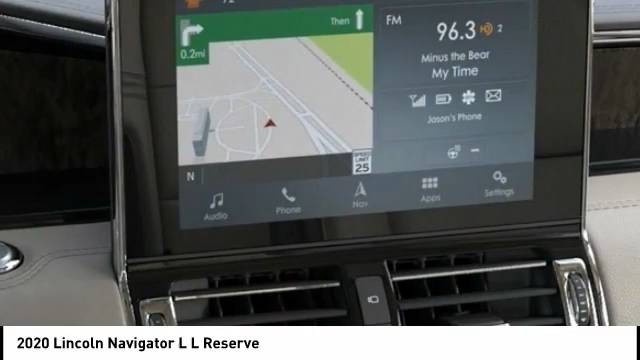 Then
0.2mi
FM
96.3
2
Minus the Bear
My Time
Jason's Phone
SPEED
LIMIT
25
N
Audio
Phone
Nav
Apps
Settings
2020 Lincoln Navigator L L Reserve